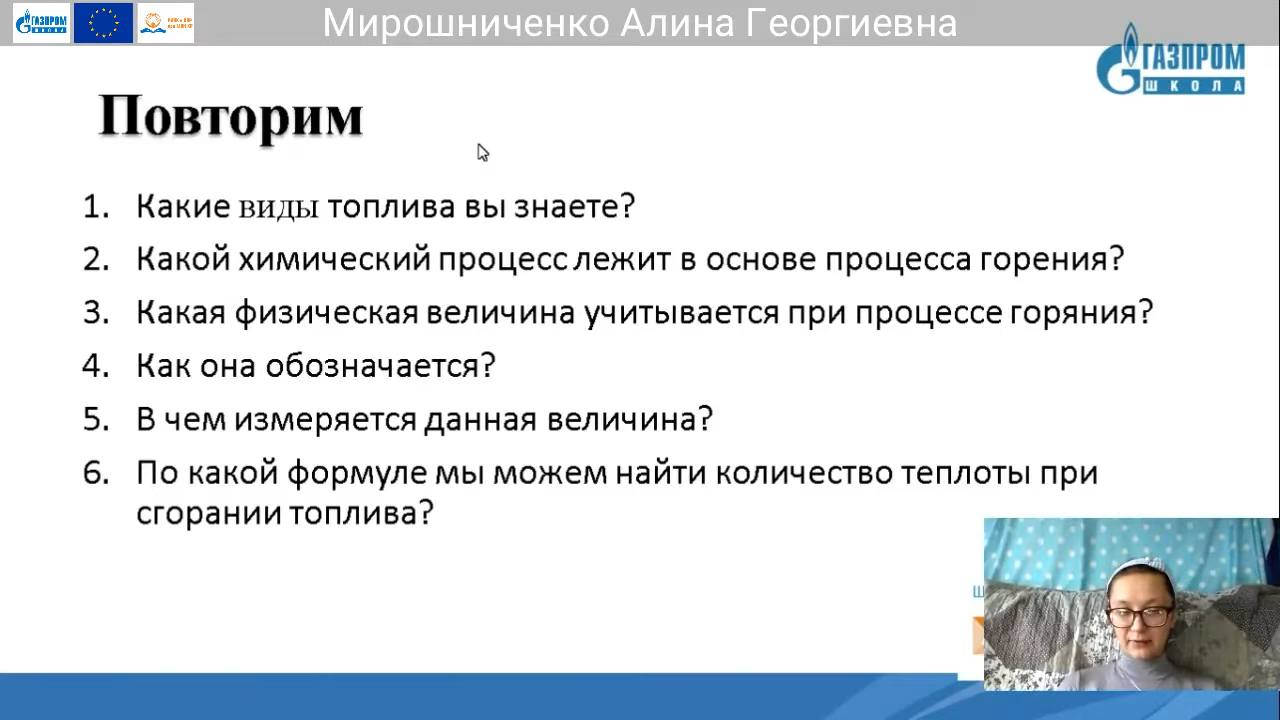 Мирошниченко Алина Георгиевна
ГАЗПРОМ
ШКОЛА
Повторим
1. Какие виды топлива вы знаете?
2. Какой химический процесс лежит в основе процесса горения?
3. Какая физическая величина учитывается при процессе горяния?
4. Как она обозначается?
5. В чем измеряется данная величина?
6. По какой формуле мы можем найти количество теплоты при
сгорании топлива?